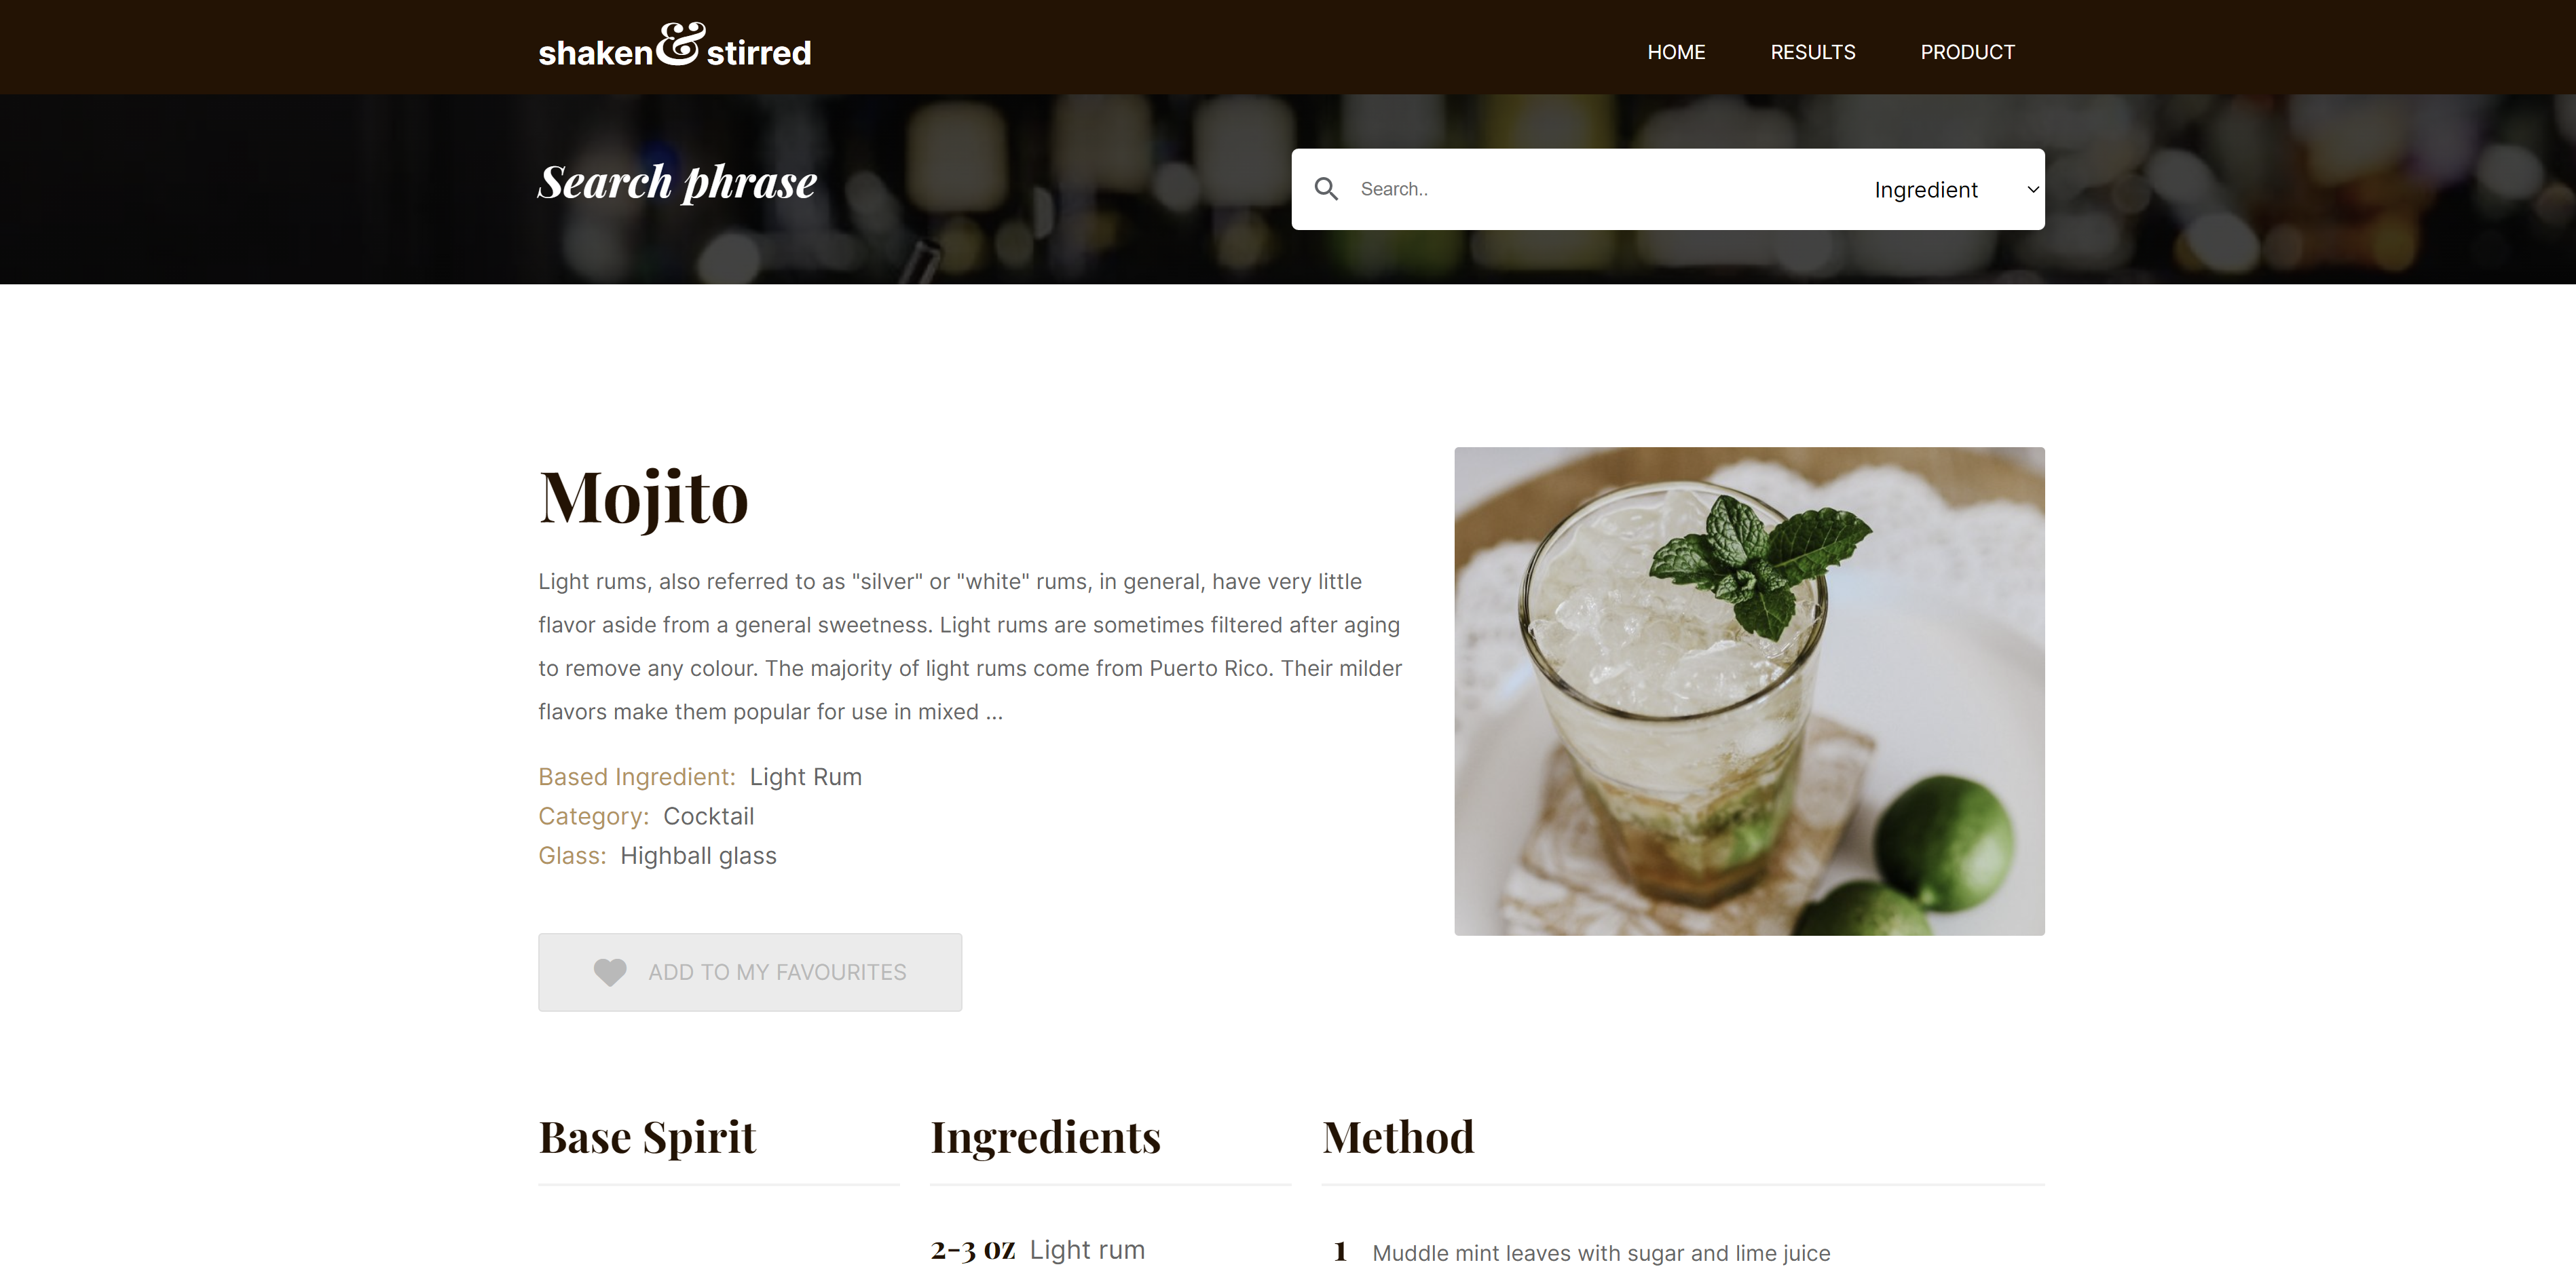 shaken&stirred
HOME RESULTS PRODUCT
Search phrase
Search..
Ingredient
Mojito
Light rums, also referred to as "silver" or "white" rums, in general, have very little
flavor aside from a general sweetness. Light rums are sometimes filtered after aging
to remove any colour. The majority of light rums come from Puerto Rico. Their milder
flavors make them popular for use in mixed ...
Based Ingredient: Light Rum
Category: Cocktail
Glass: Highball glass
ADD TO MY FAVOURITES
Base Spirit
Ingredients
2-3 oz Light rum
Method
1 Muddle mint leaves with sugar and lime juice